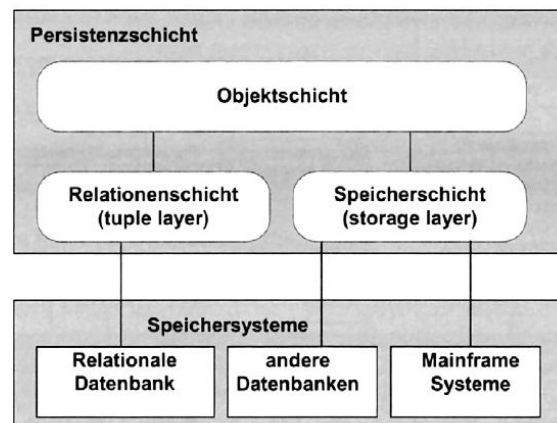 Persistenzschicht
Objektschicht
Relationenschicht
(tuple layer)
Speicherschicht
(storage layer)
Speichersysteme
Relationale
Datenbank
andere
Datenbanken
Mainframe
Systeme